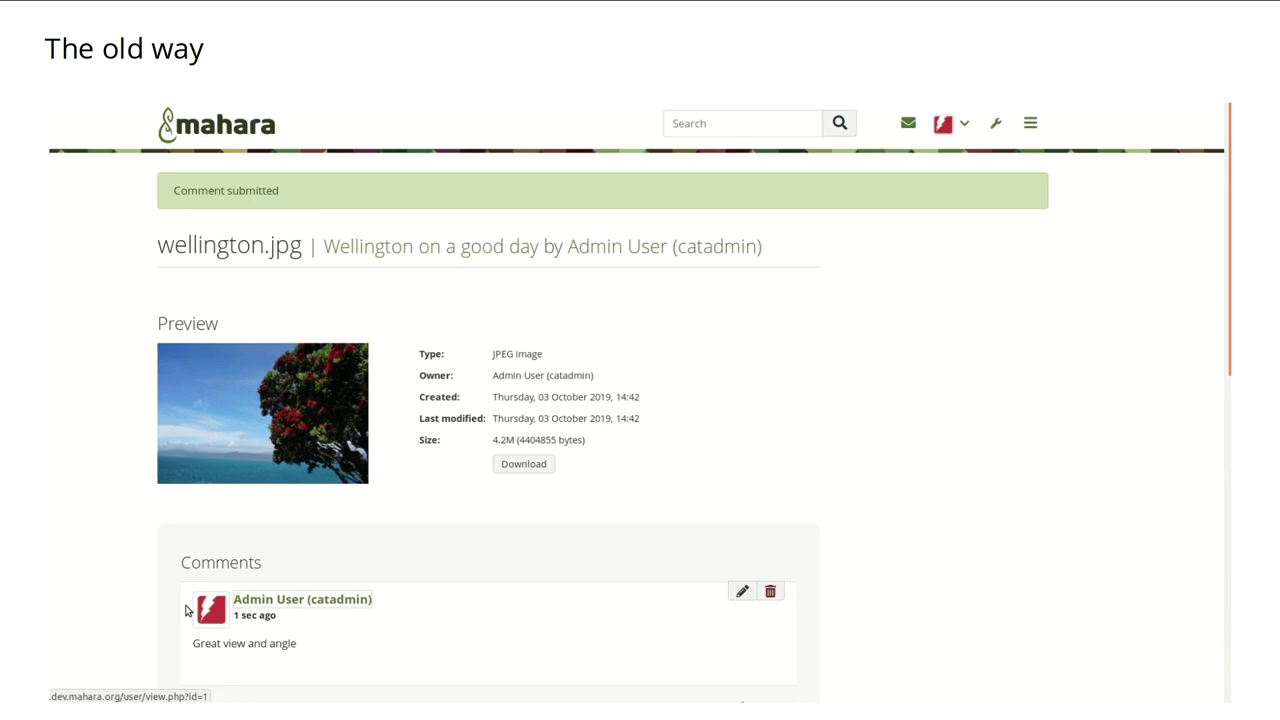 The old way
mahara
Search
Comment submitted
wellington.jpg | Wellington on a good day by Admin User (catadmin)
Preview
Type: JPEG image
Owner: Admin User (catadmin)
Created: Thursday, 03 October 2019, 14:42
Last modified: Thursday, 03 October 2019, 14:42
Size: 4.2M (4404855 bytes)
Download
Comments
Admin User (catadmin)
1 sec ago
Great view and angle
.dev.mahara.org/user/view.php?id=1